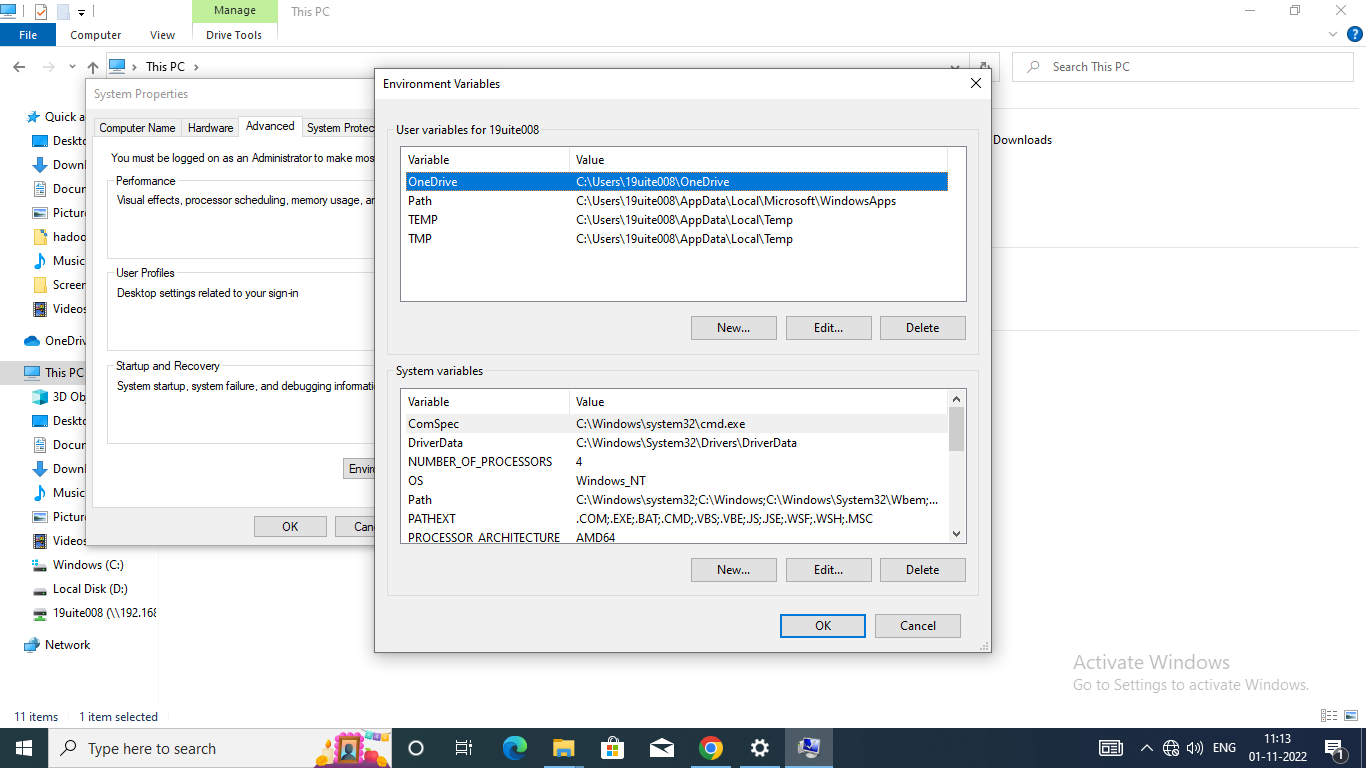 Manage
This PC
File
Computer
View
Drive Tools
This PC
Search This PC
System Properties
Computer Name
Hardware
Advanced
System Protec
You must be logged on as an Administrator to make mos
Performance
Visual effects, processor scheduling, memory usage, an
User Profiles
Desktop settings related to your sign-in
Startup and Recovery
System startup, system failure, and debugging informati
Envir
OK
Can
Environment Variables
User variables for 19uite008
Variable Value
OneDrive C:\Users\19uite008\OneDrive
Path C:\Users\19uite008\AppData\Local\Microsoft\WindowsApps
TEMP C:\Users\19uite008\AppData\Local\Temp
TMP C:\Users\19uite008\AppData\Local\Temp
New... Edit... Delete
System variables
Variable Value
ComSpec C:\Windows\system32\cmd.exe
DriverData C:\Windows\System32\Drivers\DriverData
NUMBER_OF_PROCESSORS 4
OS Windows_NT
Path C:\Windows\system32;C:\Windows;C:\Windows\System32\Wbem;...
PATHEXT .COM;.EXE;.BAT;.CMD;.VBS;.VBE;.JS;.JSE;.WSF;.WSH;.MSC
PROCESSOR_ARCHITECTURE AMD64
New... Edit... Delete
OK Cancel
Downloads
Quick a
Deskto
Downl
Docun
Picture
hadoo
Music
Screen
Videos
OneDriv
This PC
3D Obj
Deskto
Docum
Downl
Music
Picture
Videos
Windows (C:)
Local Disk (D:)
19uite008 (\\192.168
Network
Activate Windows
Go to Settings to activate Windows.
11 items 1 item selected
Type here to search
ENG
11:13
01-11-2022
1